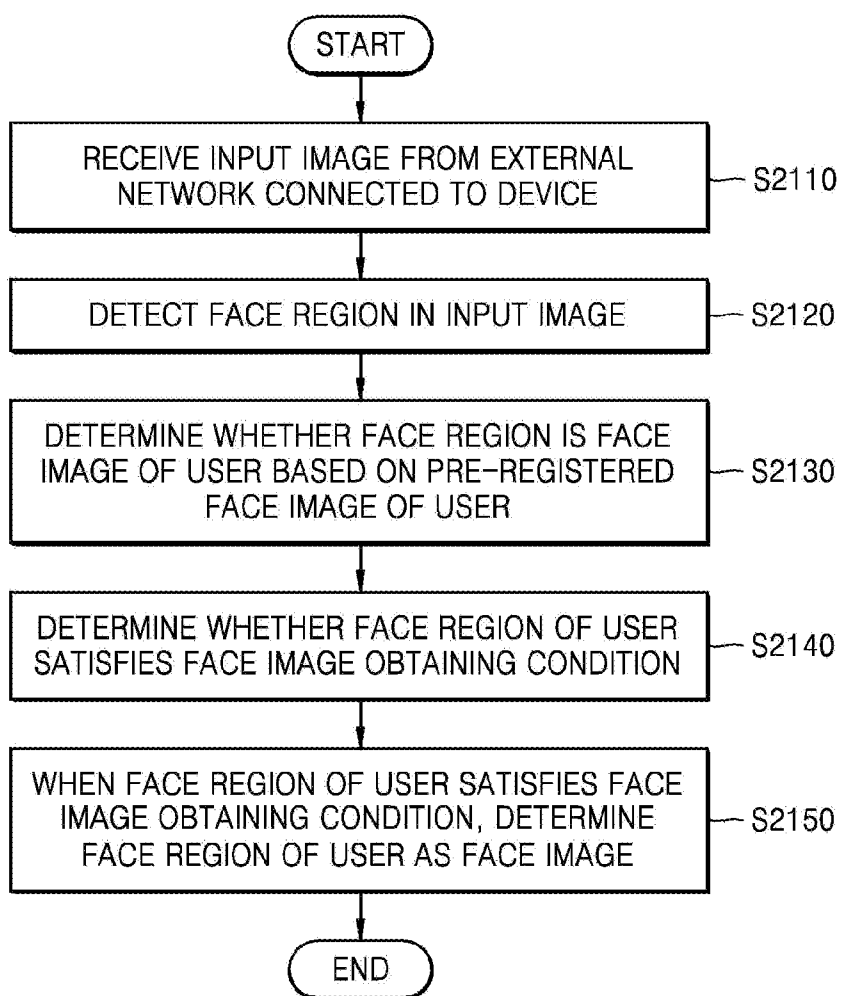 START
RECEIVE INPUT IMAGE FROM EXTERNAL
NETWORK CONNECTED TO DEVICE
S2110
DETECT FACE REGION IN INPUT IMAGE
S2120
DETERMINE WHETHER FACE REGION IS FACE
IMAGE OF USER BASED ON PRE-REGISTERED
FACE IMAGE OF USER
S2130
DETERMINE WHETHER FACE REGION OF USER
SATISFIES FACE IMAGE OBTAINING CONDITION
S2140
WHEN FACE REGION OF USER SATISFIES FACE
IMAGE OBTAINING CONDITION, DETERMINE
FACE REGION OF USER AS FACE IMAGE
S2150
END